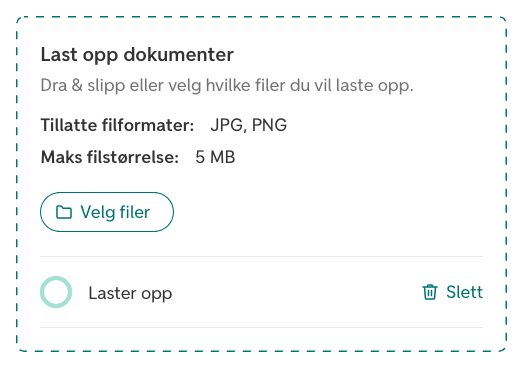 Last opp dokumenter
Dra & slipp eller velg hvilke filer du vil laste opp.
Tillatte filformater: JPG, PNG
Maks filstørrelse: 5 MB
Velg filer
Laster opp Slett